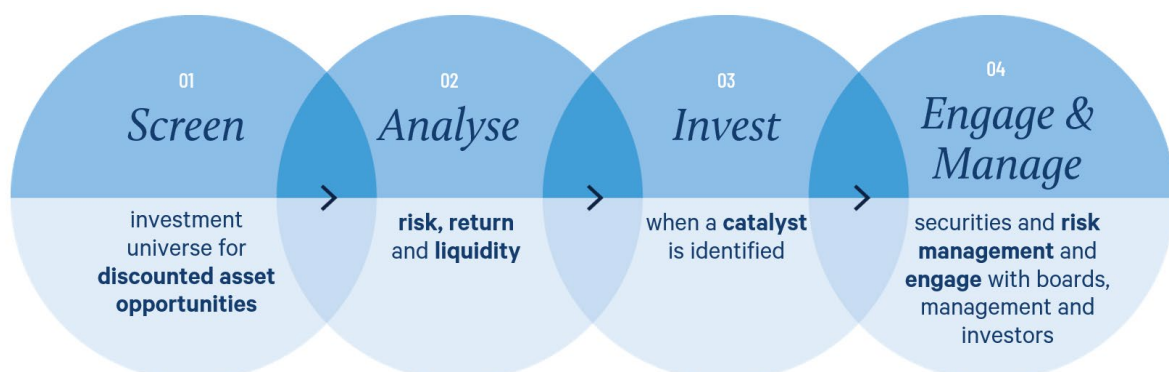 01
Screen
investment
universe for
discounted asset
opportunities
02
Analyse
risk, return
and liquidity
03
Invest
when a catalyst
is identified
04
Engage &
Manage
securities and risk
management and
engage with boards,
management and
investors